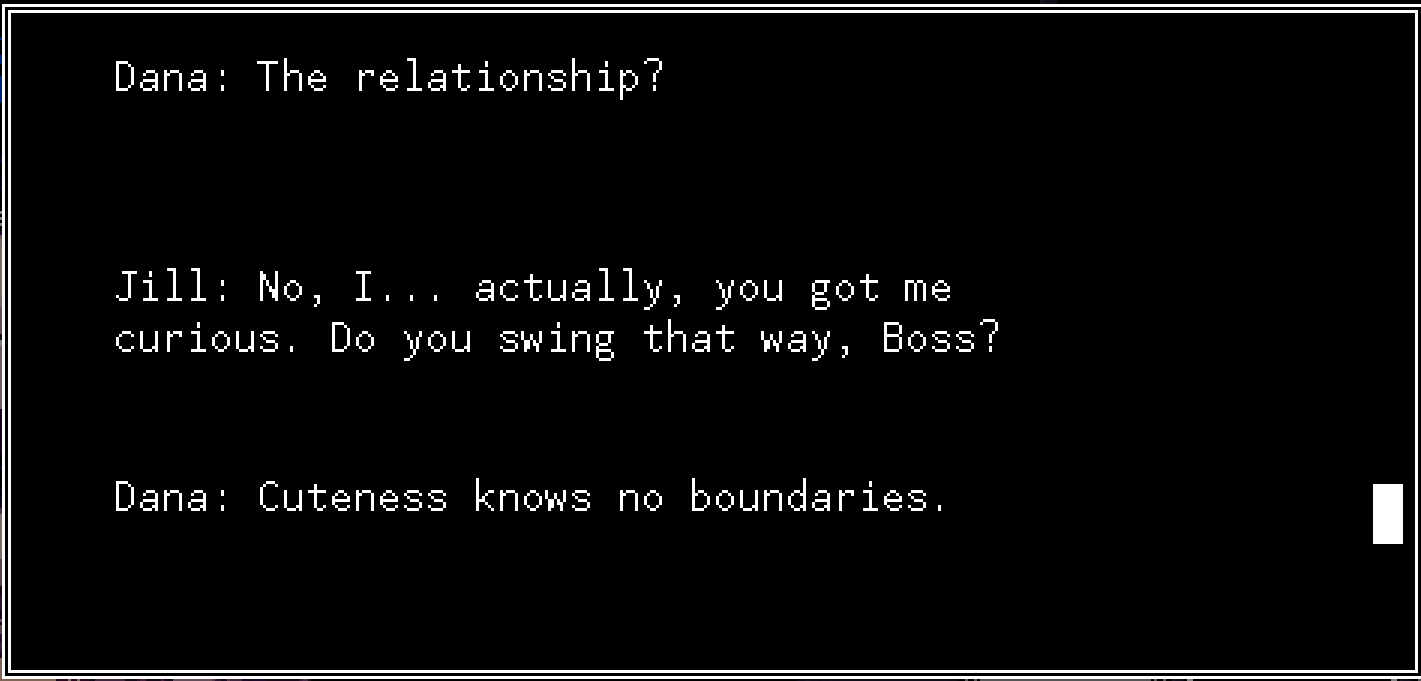 Dana: The relationship?
Jill: No, I... actually, you got me
curious. Do you swing that way, Boss?
Dana: Cuteness knows no boundaries.